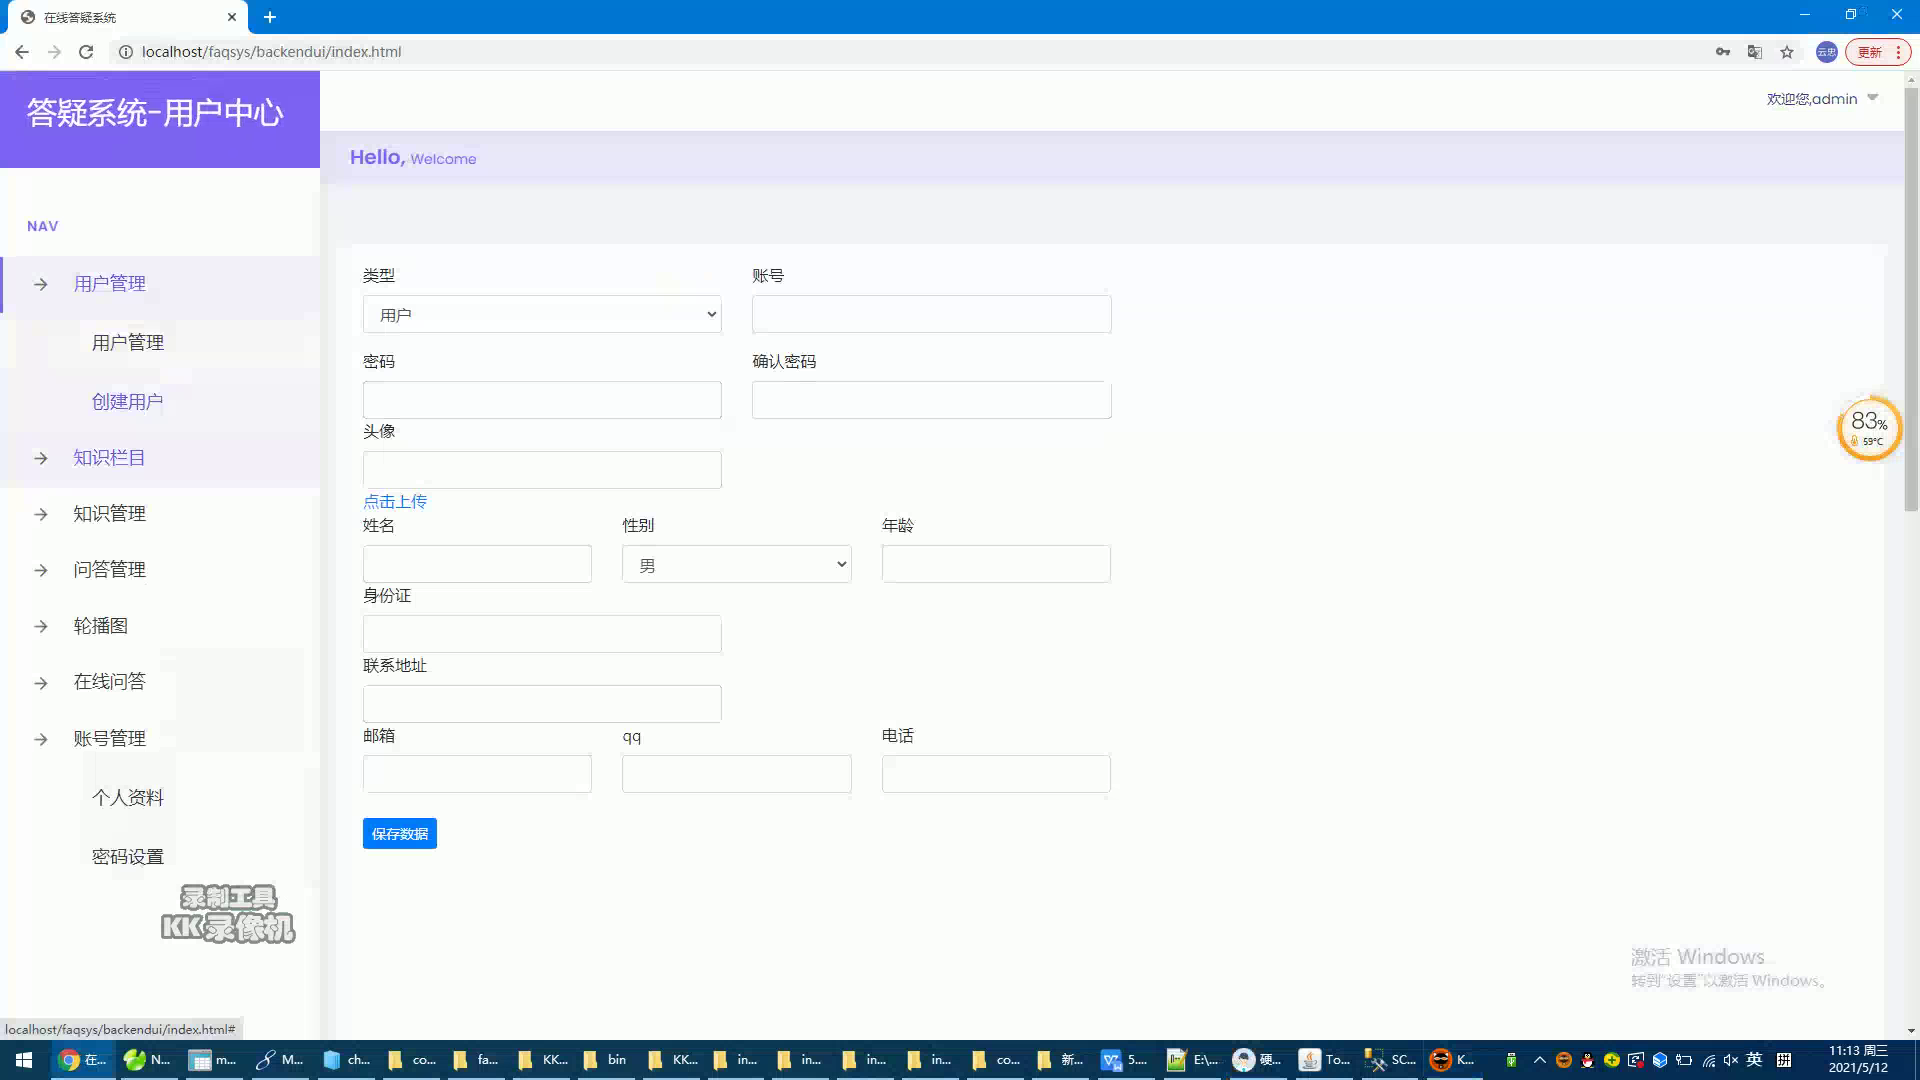 在线答疑系统
localhost/faqsys/backendui/index.html
云忠
更新
答疑系统-用户中心
欢迎您,admin
Hello, Welcome
NAV
用户管理
用户管理
创建用户
知识栏目
知识管理
问答管理
轮播图
在线问答
账号管理
个人资料
密码设置
类型
账号
用户
密码
确认密码
头像
点击上传
姓名
性别
年龄
男
身份证
联系地址
邮箱
qq
电话
保存数据
83%
59°C
录制工具
KK录像机
激活 Windows
转到"设置"以激活 Windows。
localhost/faqsys/backendui/index.html#
在...
N...
m...
M...
ch...
co...
fa...
KK...
bin
KK...
in...
in...
in...
in...
co...
新...
5....
E:\...
硬...
To...
SC...
K...
英
拼
11:13 周三
2021/5/12